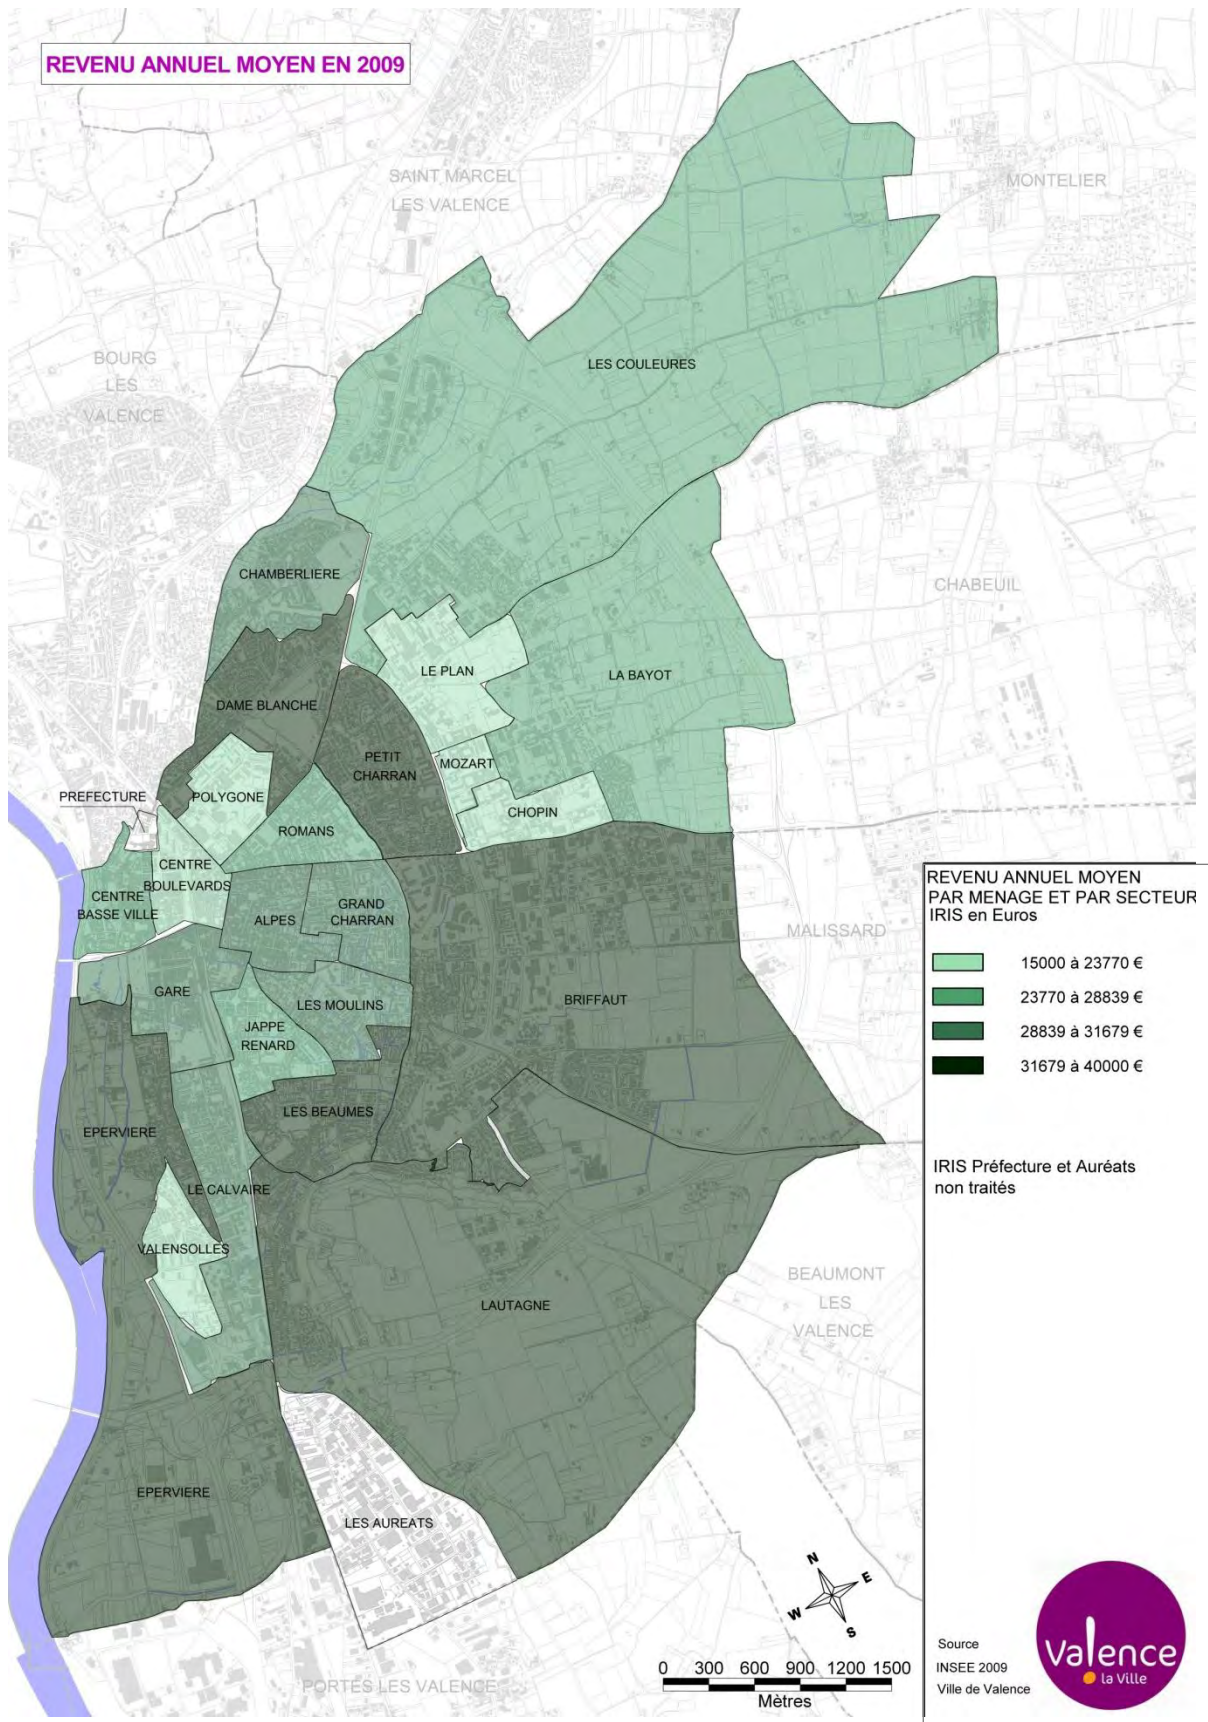 REVENU ANNUEL MOYEN EN 2009
SAINT MARCEL
LES VALENCE
MONTELIER
BOURG
LES
VALENCE
LES COULEURES
CHAMBERLIERE
CHABEUIL
LE PLAN
LA BAYOT
DAME BLANCHE
PETIT
CHARRAN
MOZART
POLYGONE
PREFECTURE
CHOPIN
ROMANS
CENTRE
BOULEVARDS
CENTRE
BASSE VILLE
GRAND
CHARRAN
ALPES
MALISSARD
GARE
LES MOULINS
BRIFFAUT
JAPPE
RENARD
LES BEAUMES
EPERVIERE
LE CALVAIRE
VALENSOLLES
BEAUMONT
LES
VALENCE
LAUTAGNE
EPERVIERE
LES AUREATS
PORTES LES VALENCE
REVENU ANNUEL MOYEN
PAR MENAGE ET PAR SECTEUR
IRIS en Euros
15000 à 23770 €
23770 à 28839 €
28839 à 31679 €
31679 à 40000 €
IRIS Préfecture et Auréats
non traités
N
E
W
S
0 300 600 900 1200 1500
Mètres
Source
INSEE 2009
Ville de Valence
Valence
la Ville